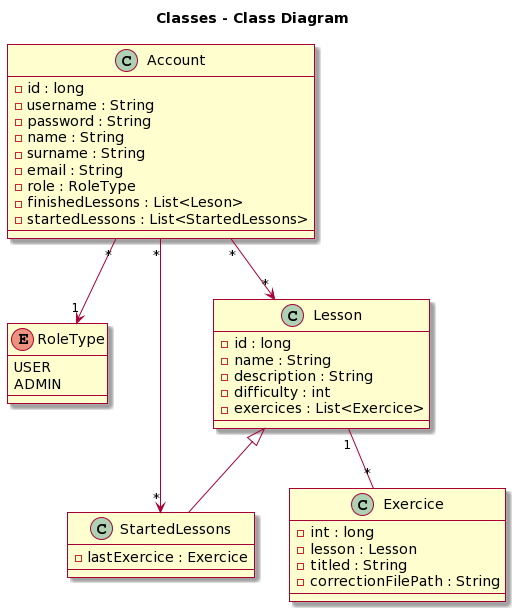 Classes - Class Diagram
C Account
id : long
username : String
password : String
name : String
surname : String
email : String
role : RoleType
finishedLessons : List<Leson>
startedLessons : List<StartedLessons>
* * *
1 *
E RoleType
USER
ADMIN
C Lesson
id : long
name : String
description : String
difficulty : int
exercices : List<Exercice>
1
*
*
C StartedLessons
lastExercice : Exercice
C Exercice
int : long
lesson : Lesson
titled : String
correctionFilePath : String